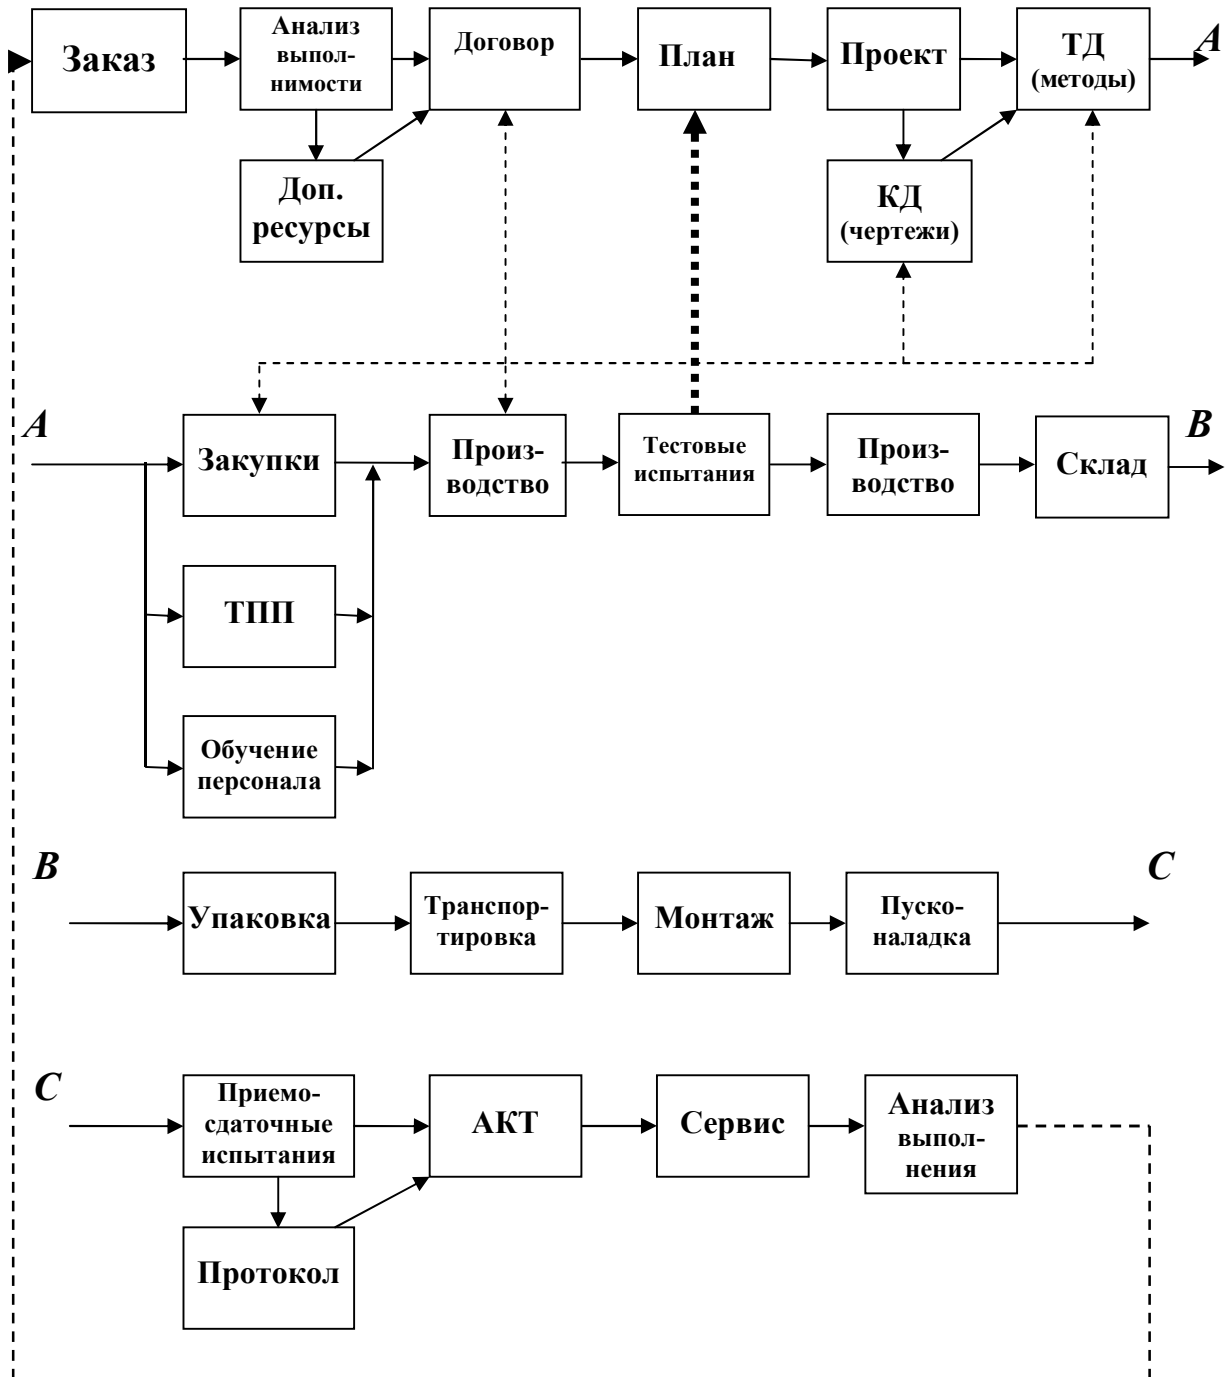 Заказ
Анализ
выпол-
нимости
Договор
План
Проект
ТД
(методы)
A
Доп.
ресурсы
КД
(чертежи)
A
Закупки
Произ-
водство
Тестовые
испытания
Произ-
водство
Склад
B
ТПП
Обучение
персонала
B
Упаковка
Транспор-
тировка
Монтаж
Пуско-
наладка
C
C
Приемо-
сдаточные
испытания
АКТ
Сервис
Анализ
выпол-
нения
Протокол